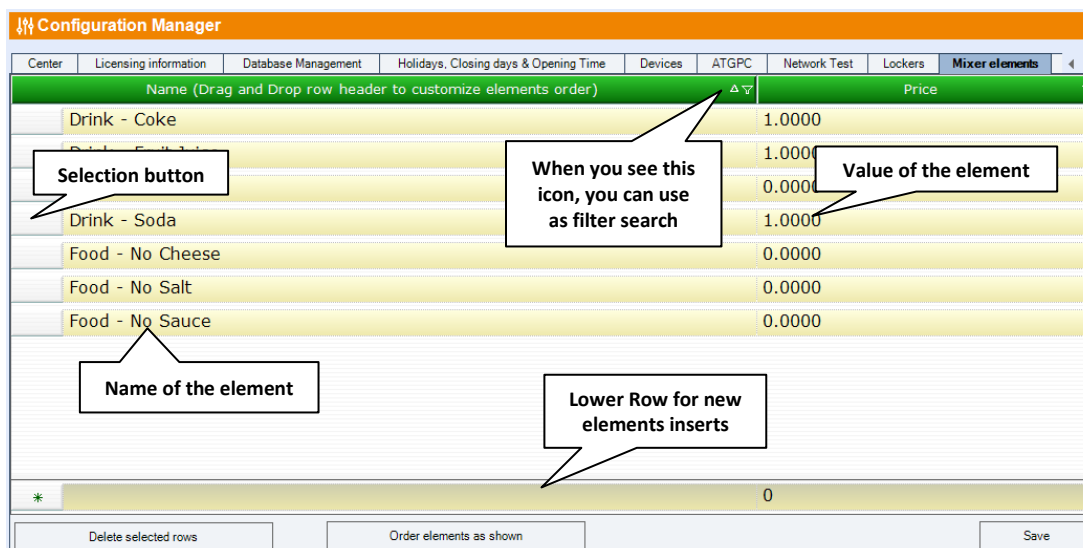 Configuration Manager
Center Licensing information Database Management Holidays, Closing days & Opening Time Devices ATGPC Network Test Lockers Mixer elements
Name (Drag and Drop row header to customize elements order) Price
Drink - Coke 1.0000
1.0000
0.0000
Drink - Soda 1.0000
Food - No Cheese 0.0000
Food - No Salt 0.0000
Food - No Sauce 0.0000
Selection button
When you see this
icon, you can use
as filter search
Value of the element
Name of the element
Lower Row for new
elements inserts
0
Delete selected rows Order elements as shown Save